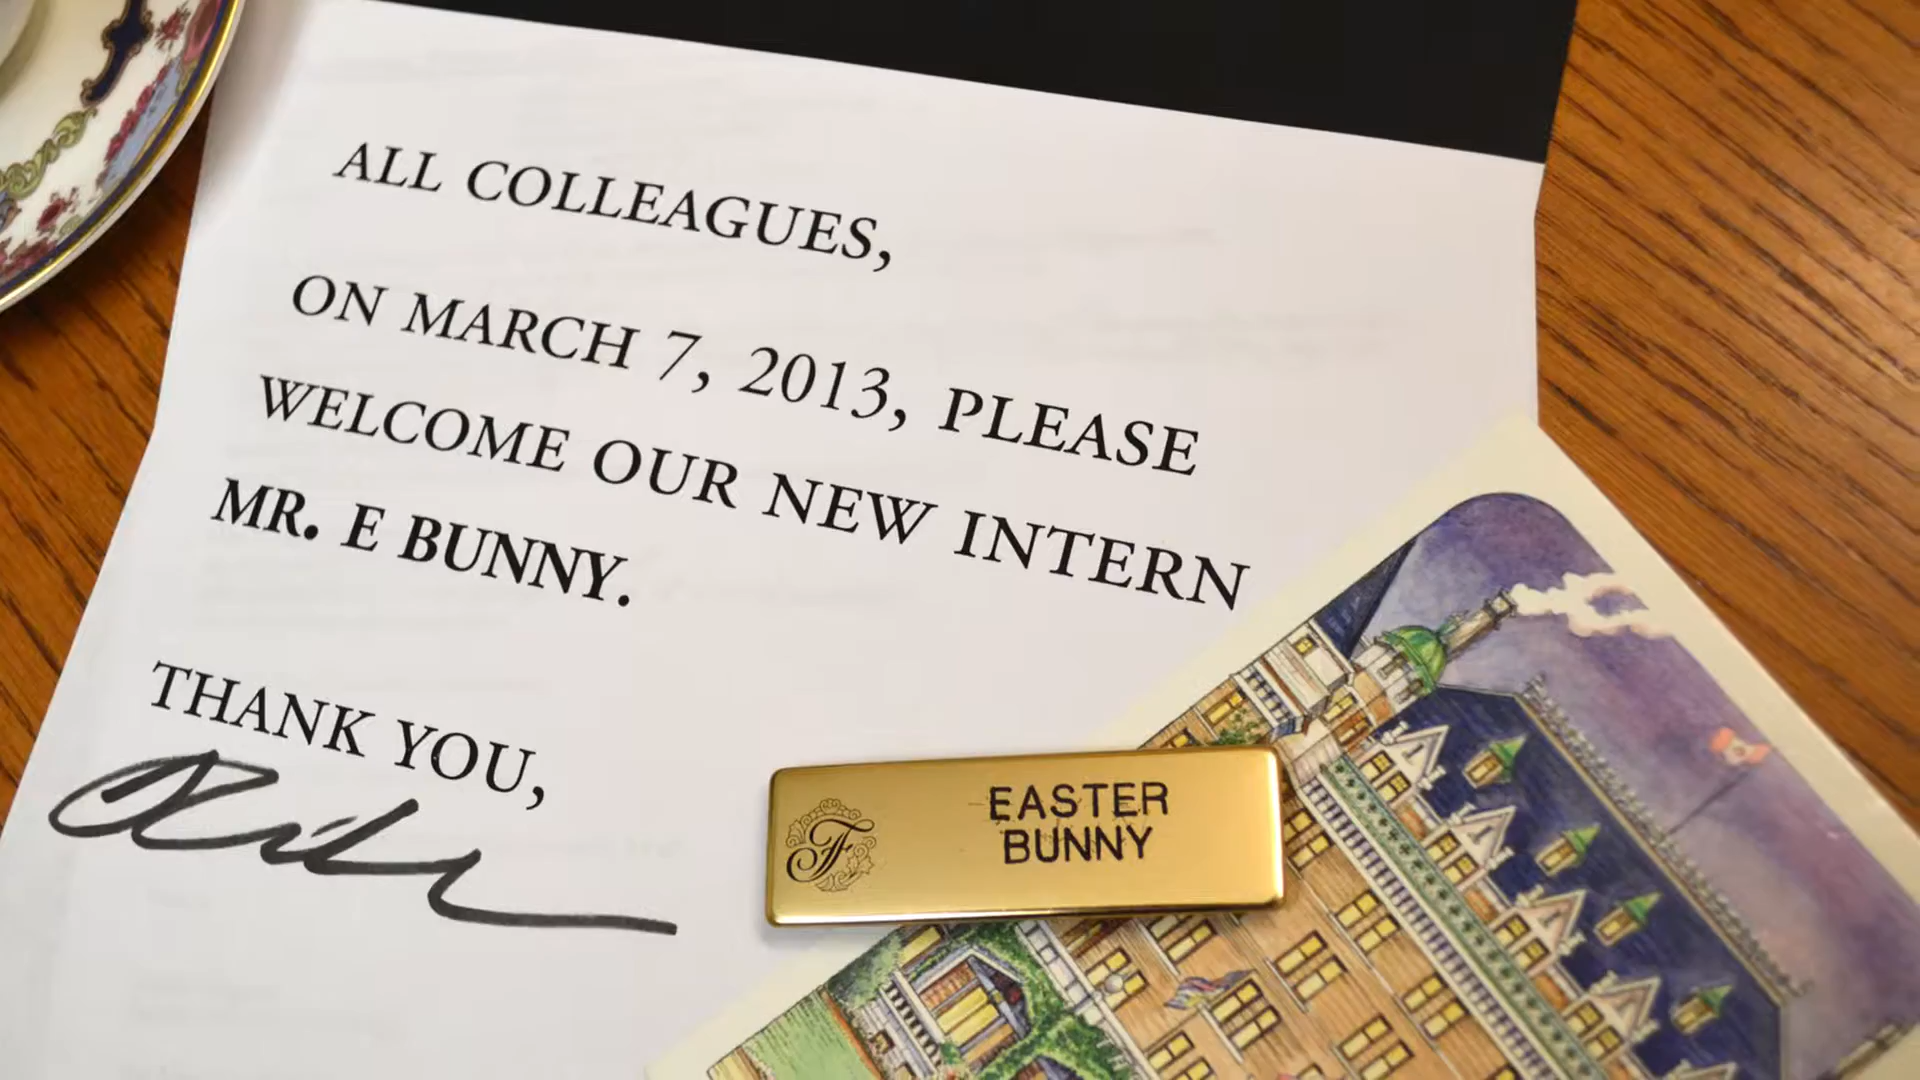 ALL COLLEAGUES,
ON MARCH 7, 2013, PLEASE
WELCOME OUR NEW INTERN
MR. E BUNNY.
THANK YOU,
EASTER
BUNNY